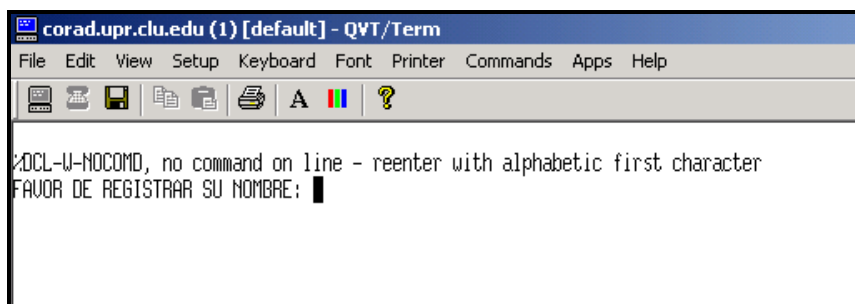 corad.upr.clu.edu (1) [default] - QVT/Term
File Edit View Setup Keyboard Font Printer Commands Apps Help
A ?
%DCL-W-NOCOMD, no command on line - reenter with alphabetic first character
FAVOR DE REGISTRAR SU NOMBRE: